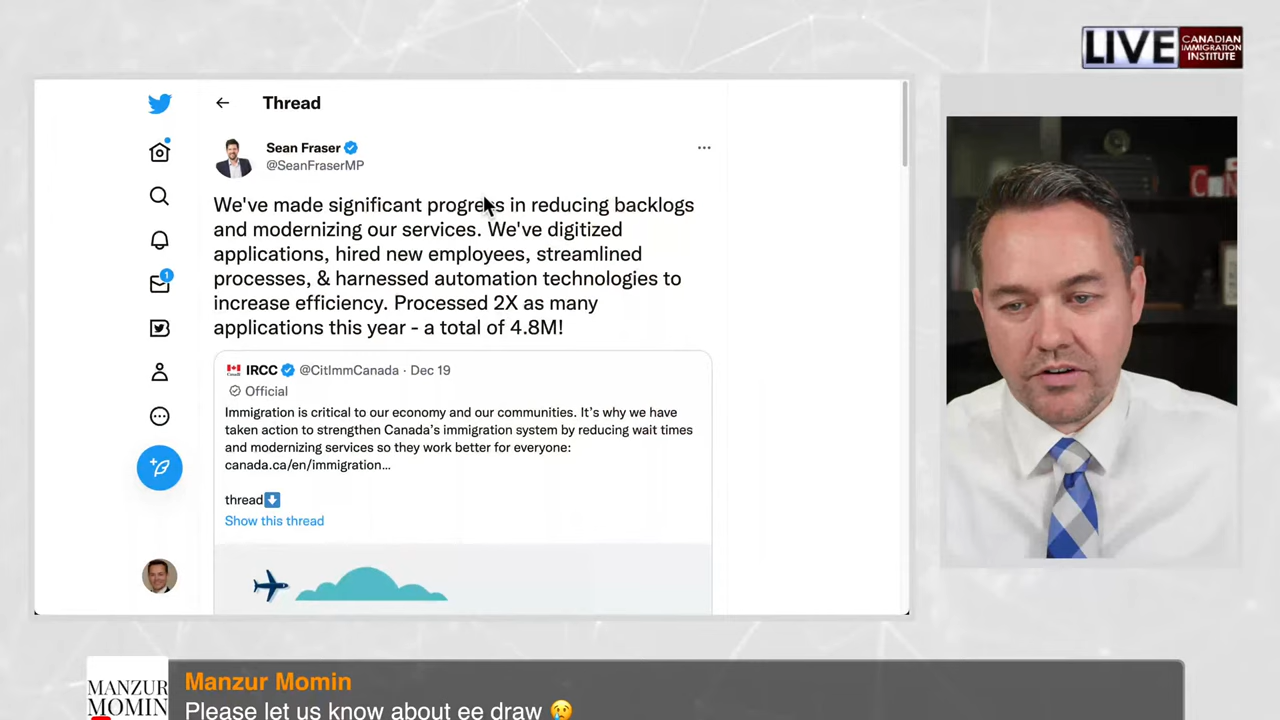 LIVE
CANADIAN
IMMIGRATION
INSTITUTE
Thread
Sean Fraser
@SeanFraserMP
We've made significant progress in reducing backlogs
and modernizing our services. We've digitized
applications, hired new employees, streamlined
processes, & harnessed automation technologies to
increase efficiency. Processed 2X as many
applications this year - a total of 4.8M!
1
IRCC @CitImmCanada · Dec 19
Official
Immigration is critical to our economy and our communities. It's why we have
taken action to strengthen Canada's immigration system by reducing wait times
and modernizing services so they work better for everyone:
canada.ca/en/immigration...
thread⬇️
Show this thread
MANZUR
MOMIN
Manzur Momin
Please let us know about ee draw 😢